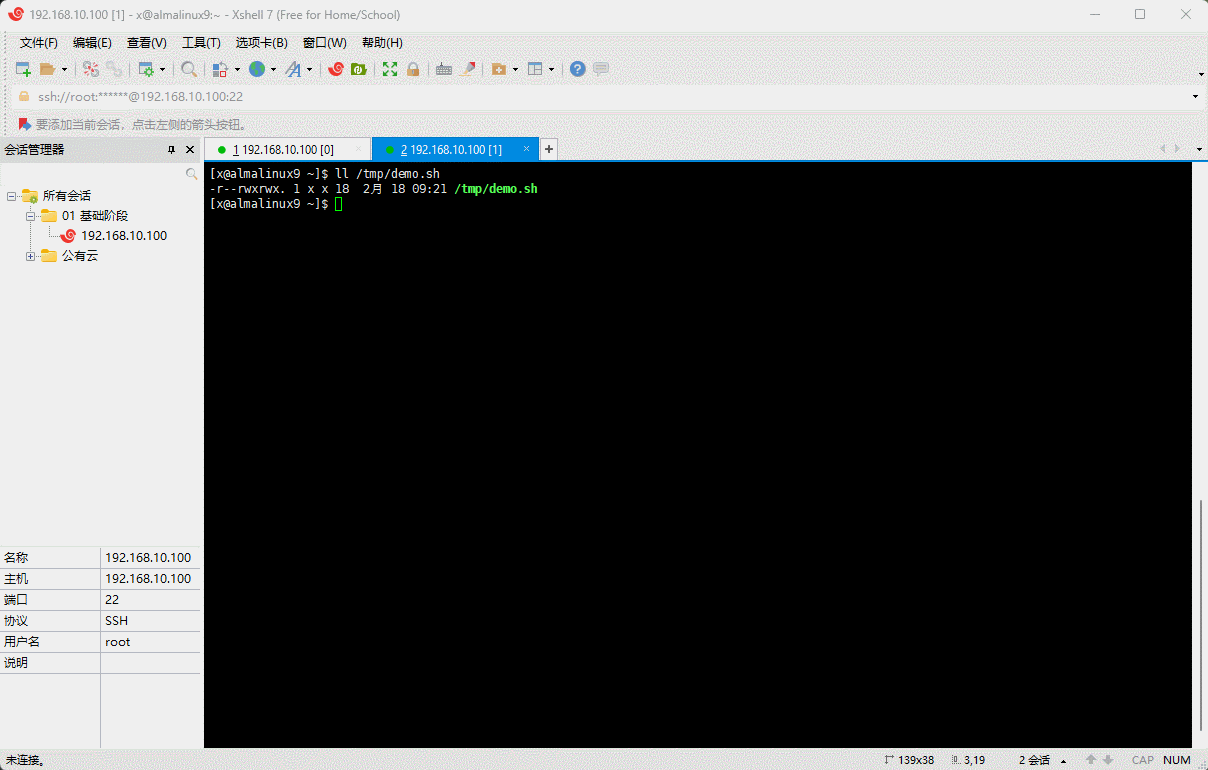 192.168.10.100 [1] - x@almalinux9:~ - Xshell 7 (Free for Home/School)
文件(F) 编辑(E) 查看(V) 工具(T) 选项卡(B) 窗口(W) 帮助(H)
ssh://root:******@192.168.10.100:22
要添加当前会话，点击左侧的箭头按钮。
会话管理器
1 192.168.10.100 [0]
2 192.168.10.100 [1]
[x@almalinux9 ~]$ ll /tmp/demo.sh
-r--rwxrwx. 1 x x 18  2月 18 09:21 /tmp/demo.sh
[x@almalinux9 ~]$
所有会话
01 基础阶段
192.168.10.100
公有云
名称 192.168.10.100
主机 192.168.10.100
端口 22
协议 SSH
用户名 root
说明
未连接。 139x38 3,19 2 会话 CAP NUM